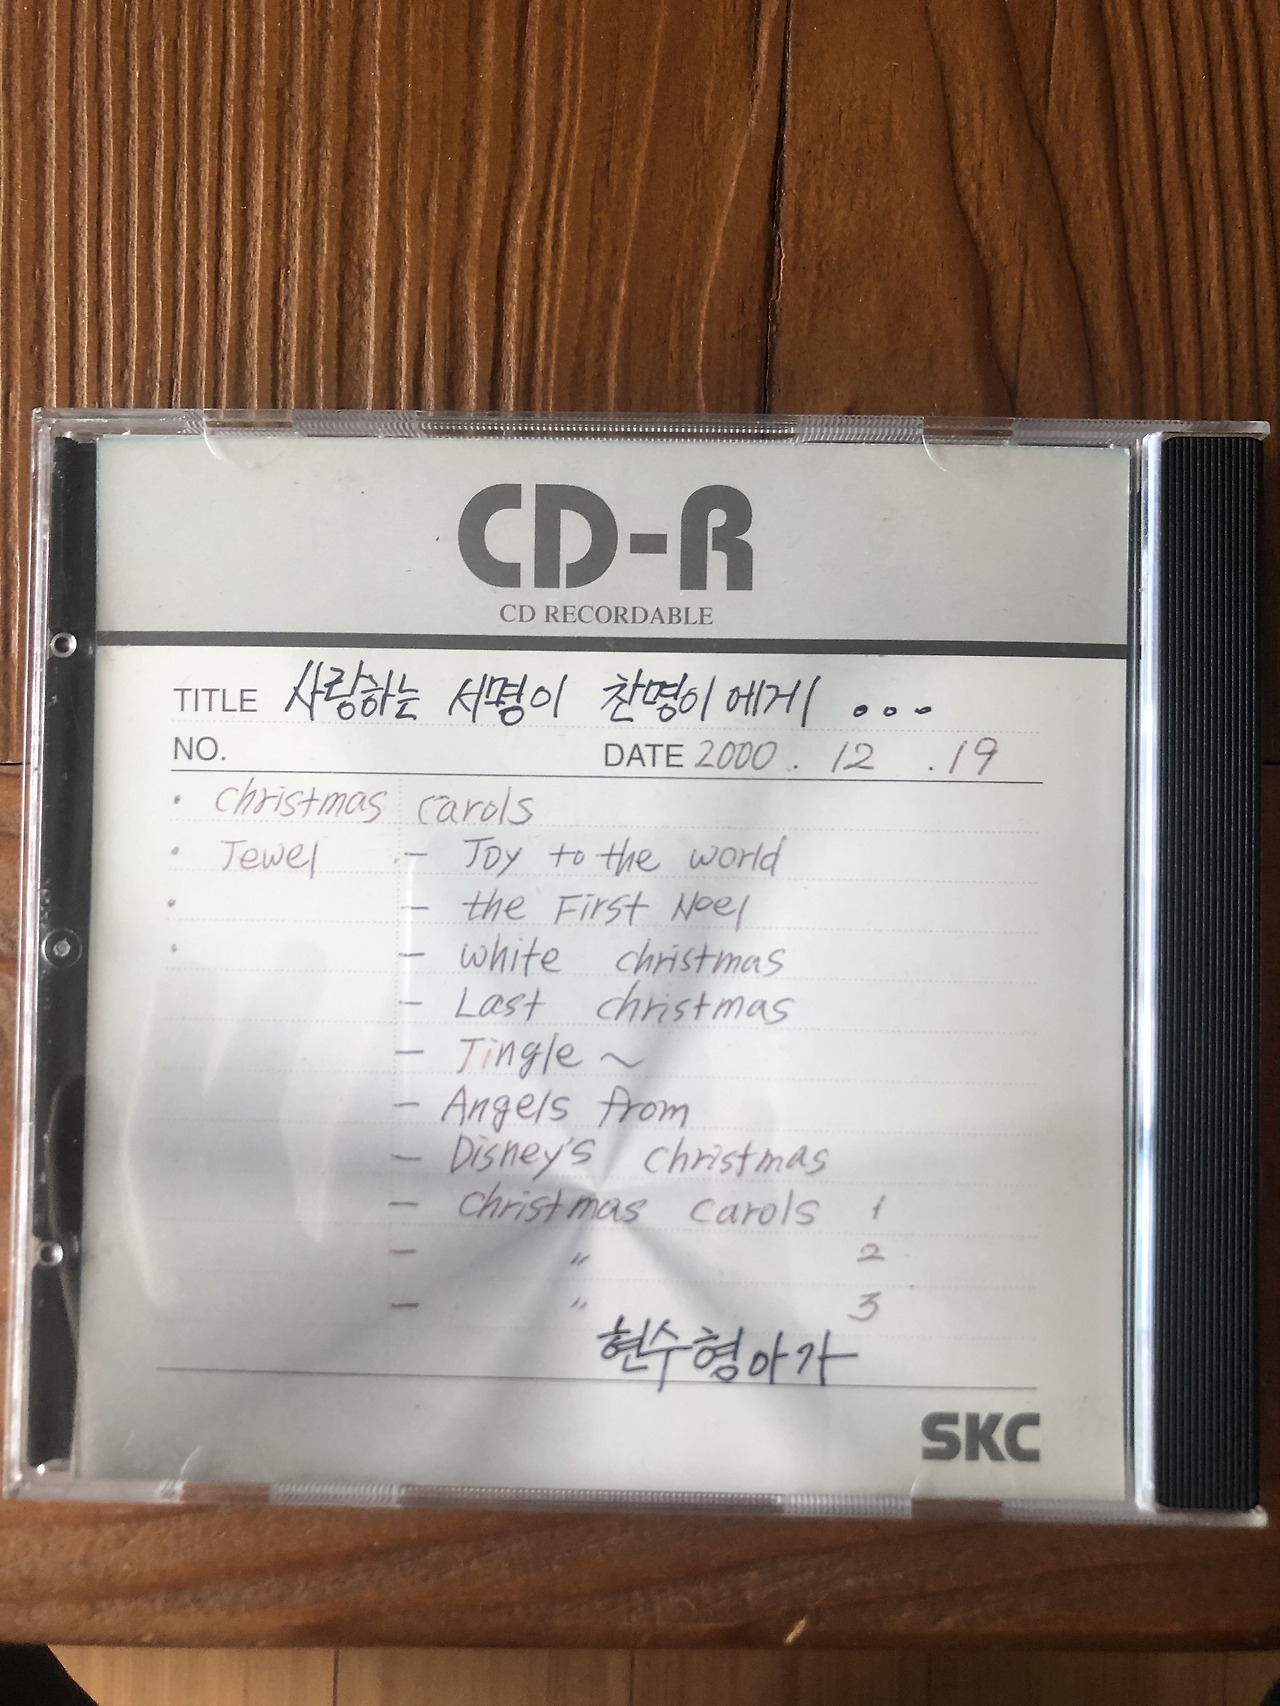 CD-R
CD RECORDABLE
TITLE 사랑하는 서명이 찬명이에게 ...
NO. DATE 2000. 12 .19
· christmas carols
· Jewel - Joy to the world
· - the First Noel
· - white christmas
- Last christmas
- Jingle ~
- Angels from
- Disney's christmas
- christmas carols 1
- " 2
- " 3
현수형아가
SKC